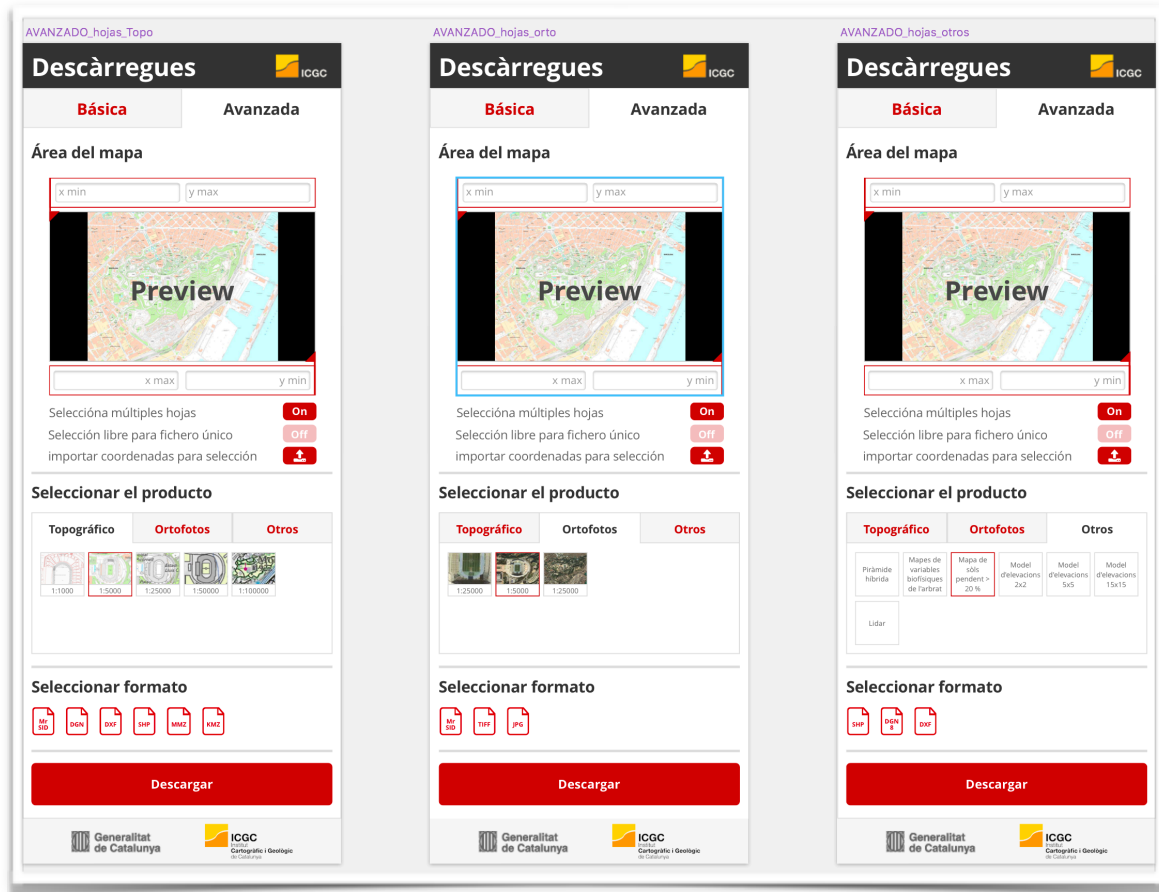 AVANZADO_hojas_Topo
Descàrregues
ICGC
Básica
Avanzada
Área del mapa
x min
y max
Preview
x max
y min
Seleccióna múltiples hojas
On
Selección libre para fichero único
Off
importar coordenadas para selección
Seleccionar el producto
Topográfico
Ortofotos
Otros
1:1000
1:5000
1:25000
1:50000
1:100000
Seleccionar formato
Mr
SID
DGN
DXF
SHP
MMZ
KMZ
Descargar
Generalitat
de Catalunya
ICGC
Institut
Cartogràfic i Geològic
de Catalunya
AVANZADO_hojas_orto
Descàrregues
ICGC
Básica
Avanzada
Área del mapa
x min
y max
Preview
x max
y min
Seleccióna múltiples hojas
On
Selección libre para fichero único
Off
importar coordenadas para selección
Seleccionar el producto
Topográfico
Ortofotos
Otros
1:25000
1:5000
1:25000
Seleccionar formato
Mr
SID
TIFF
JPG
Descargar
Generalitat
de Catalunya
ICGC
Institut
Cartogràfic i Geològic
de Catalunya
AVANZADO_hojas_otros
Descàrregues
ICGC
Básica
Avanzada
Área del mapa
x min
y max
Preview
x max
y min
Seleccióna múltiples hojas
On
Selección libre para fichero único
Off
importar coordenadas para selección
Seleccionar el producto
Topográfico
Ortofotos
Otros
Piràmide
híbrida
Mapes de
variables
biofísiques
de l'arbrat
Mapa de
sòls
pendent >
20 %
Model
d'elevacions
2x2
Model
d'elevacions
5x5
Model
d'elevacions
15x15
Lidar
Seleccionar formato
SHP
DGN
8
DXF
Descargar
Generalitat
de Catalunya
ICGC
Institut
Cartogràfic i Geològic
de Catalunya